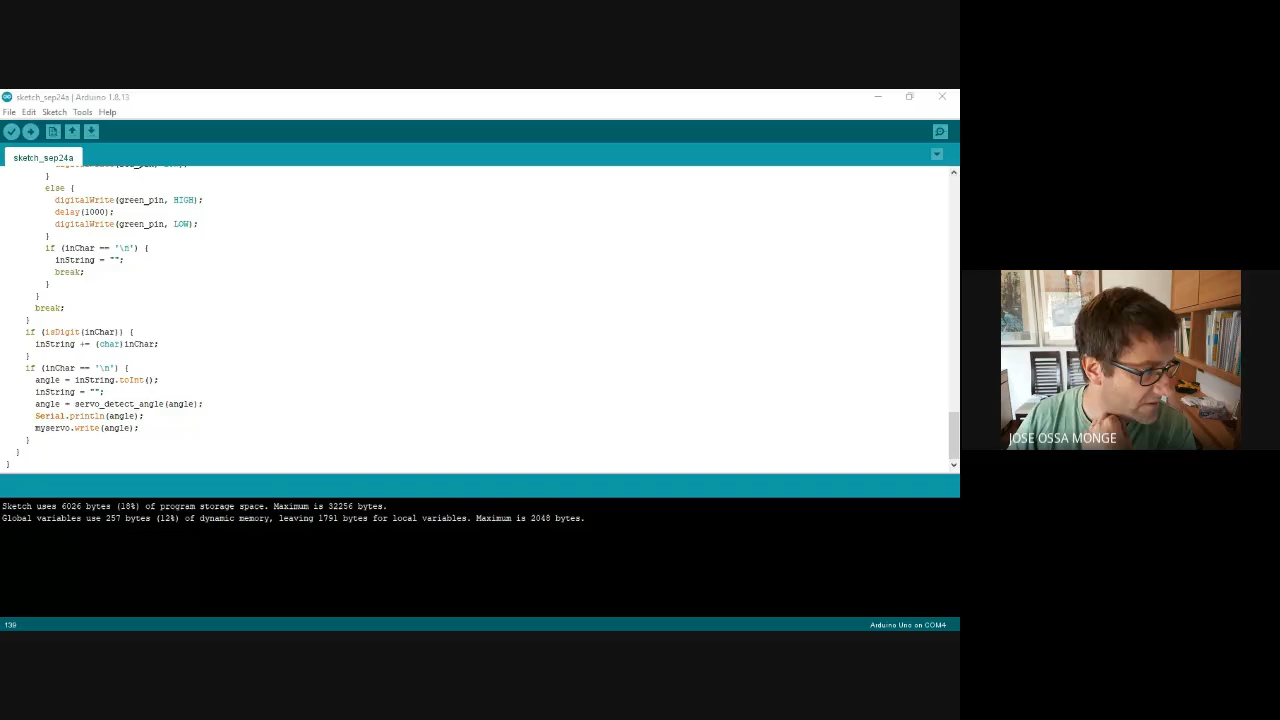 sketch_sep24a | Arduino 1.8.13
File Edit Sketch Tools Help
sketch_sep24a
}
else {
digitalWrite(green_pin, HIGH);
delay(1000);
digitalWrite(green_pin, LOW);
}
if (inChar == '\n') {
inString = "";
break;
}
}
break;
}
if (isDigit(inChar)) {
inString += (char)inChar;
}
if (inChar == '\n') {
angle = inString.toInt();
inString = "";
angle = servo_detect_angle(angle);
Serial.println(angle);
myservo.write(angle);
}
}
}
Sketch uses 6026 bytes (18%) of program storage space. Maximum is 32256 bytes.
Global variables use 257 bytes (12%) of dynamic memory, leaving 1791 bytes for local variables. Maximum is 2048 bytes.
139
Arduino Uno on COM4
JOSE OSSA MONGE